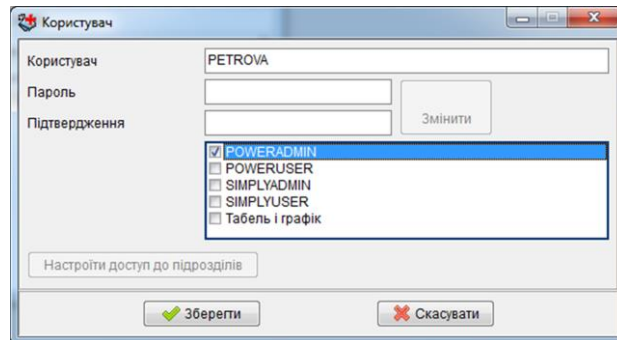 Користувач
Користувач PETROVA
Пароль
Підтвердження
Змінити
POWERADMIN
POWERUSER
SIMPLYADMIN
SIMPLYUSER
Табель і графік
Настроїти доступ до підрозділів
Зберегти Скасувати